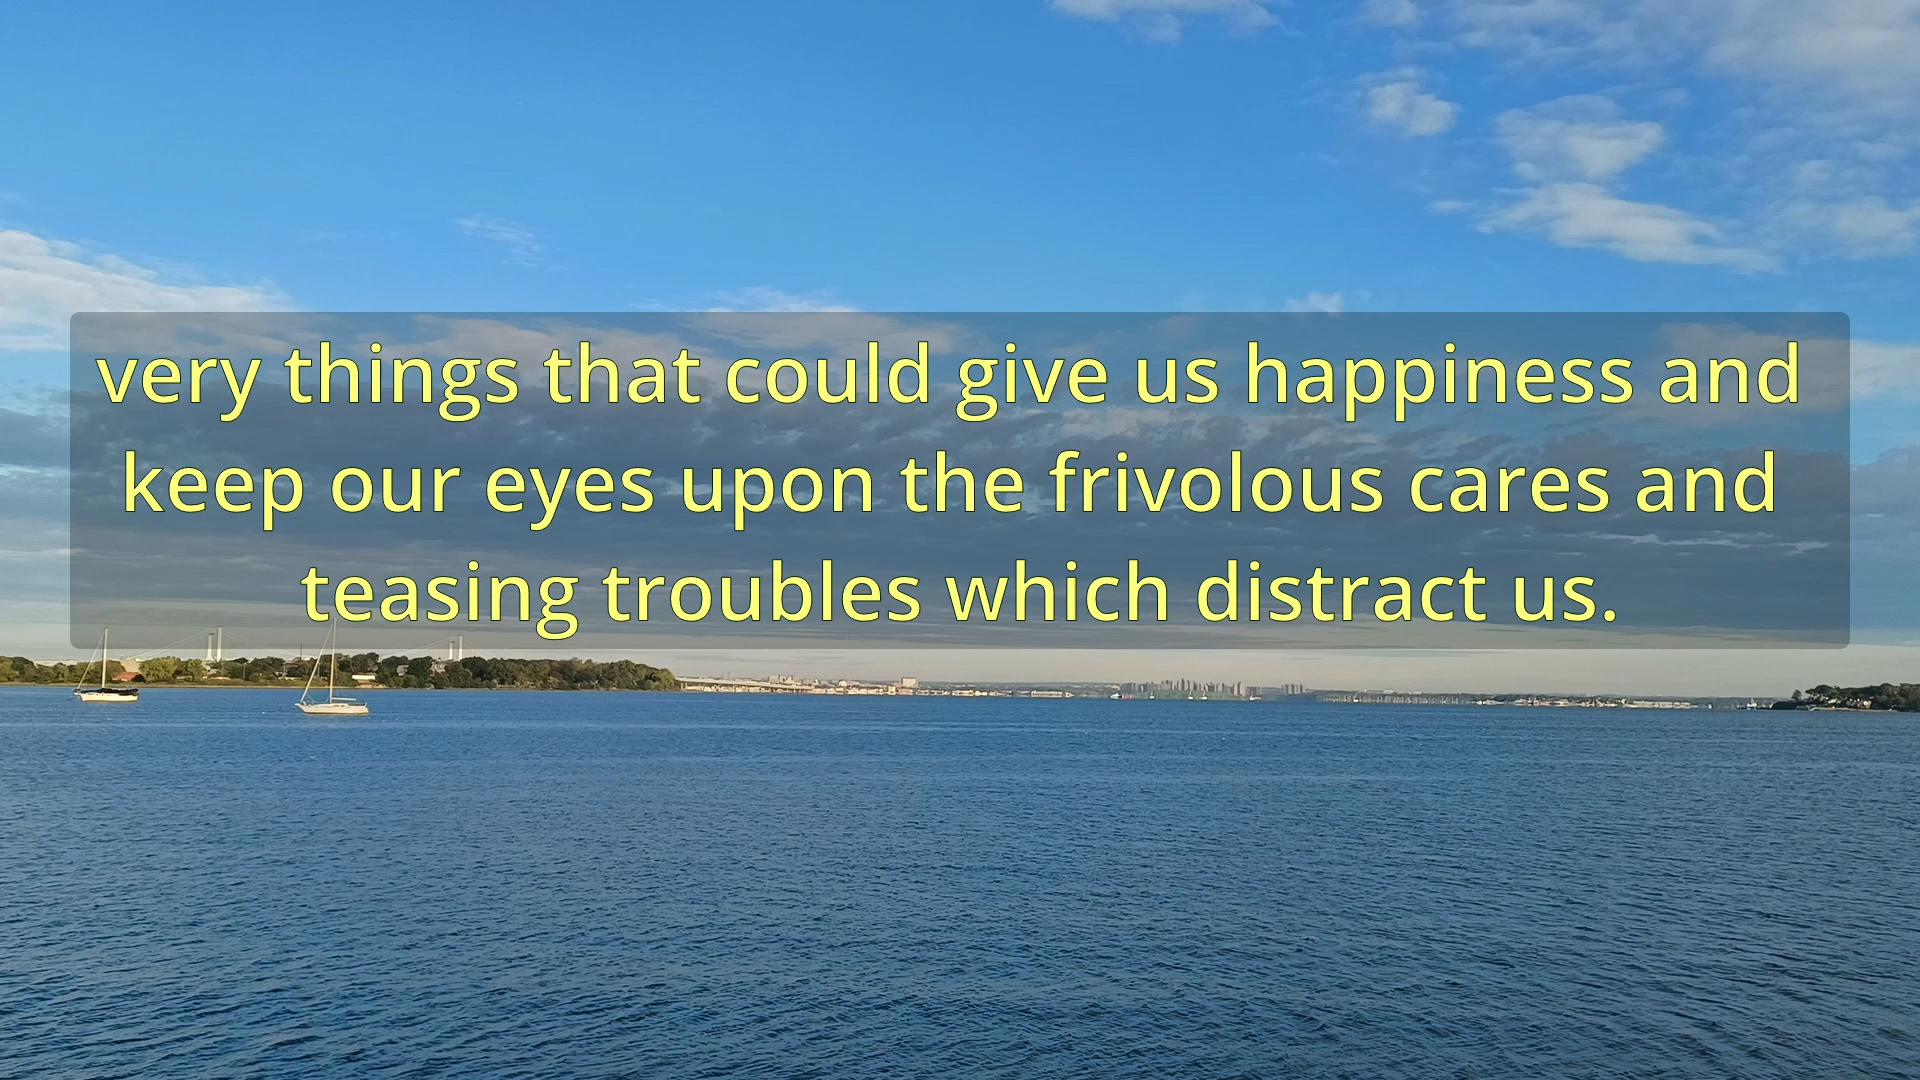 very things that could give us happiness and
keep our eyes upon the frivolous cares and
teasing troubles which distract us.